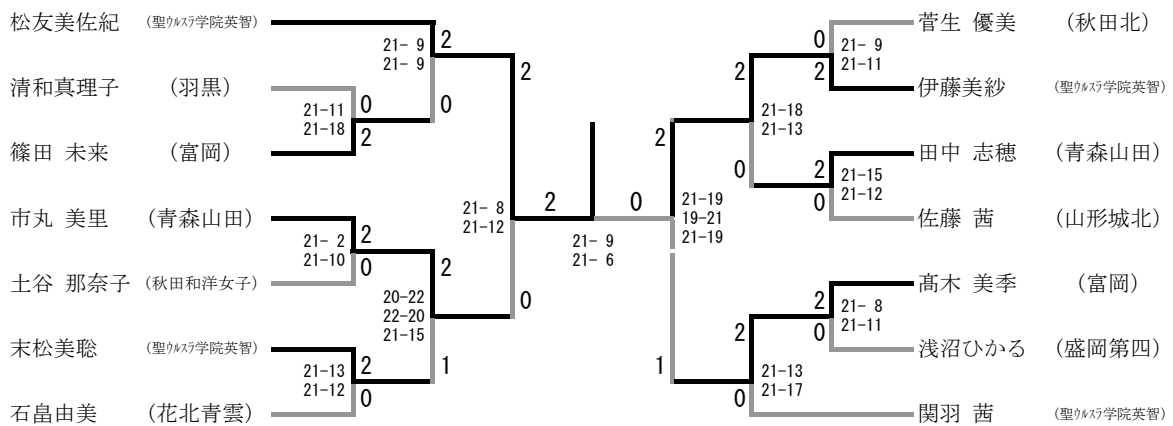 松友美佐紀 (聖ウルスラ学院英智)
清和真理子 (羽黒)
篠田 未来 (富岡)
市丸 美里 (青森山田)
土谷 那奈子 (秋田和洋女子)
末松美聡 (聖ウルスラ学院英智)
石畠由美 (花北青雲)
21- 9 2
21- 9
0
21-11 0
21-18 2
21- 2 2
21-10 0
21-13 2
21-12 0
20-22 2
22-20
21-15
1
2
21- 8
21-12
0
2 0
21- 9
21- 6
2
21-19
19-21
21-19
1
2
21-18
21-13
0
2
21-13
21-17
0
0 21- 9
2 21-11
2 21-15
0 21-12
2 21- 8
0 21-11
菅生 優美 (秋田北)
伊藤美紗 (聖ウルスラ学院英智)
田中 志穂 (青森山田)
佐藤 茜 (山形城北)
髙木 美季 (富岡)
浅沼ひかる (盛岡第四)
関羽 茜 (聖ウルスラ学院英智)